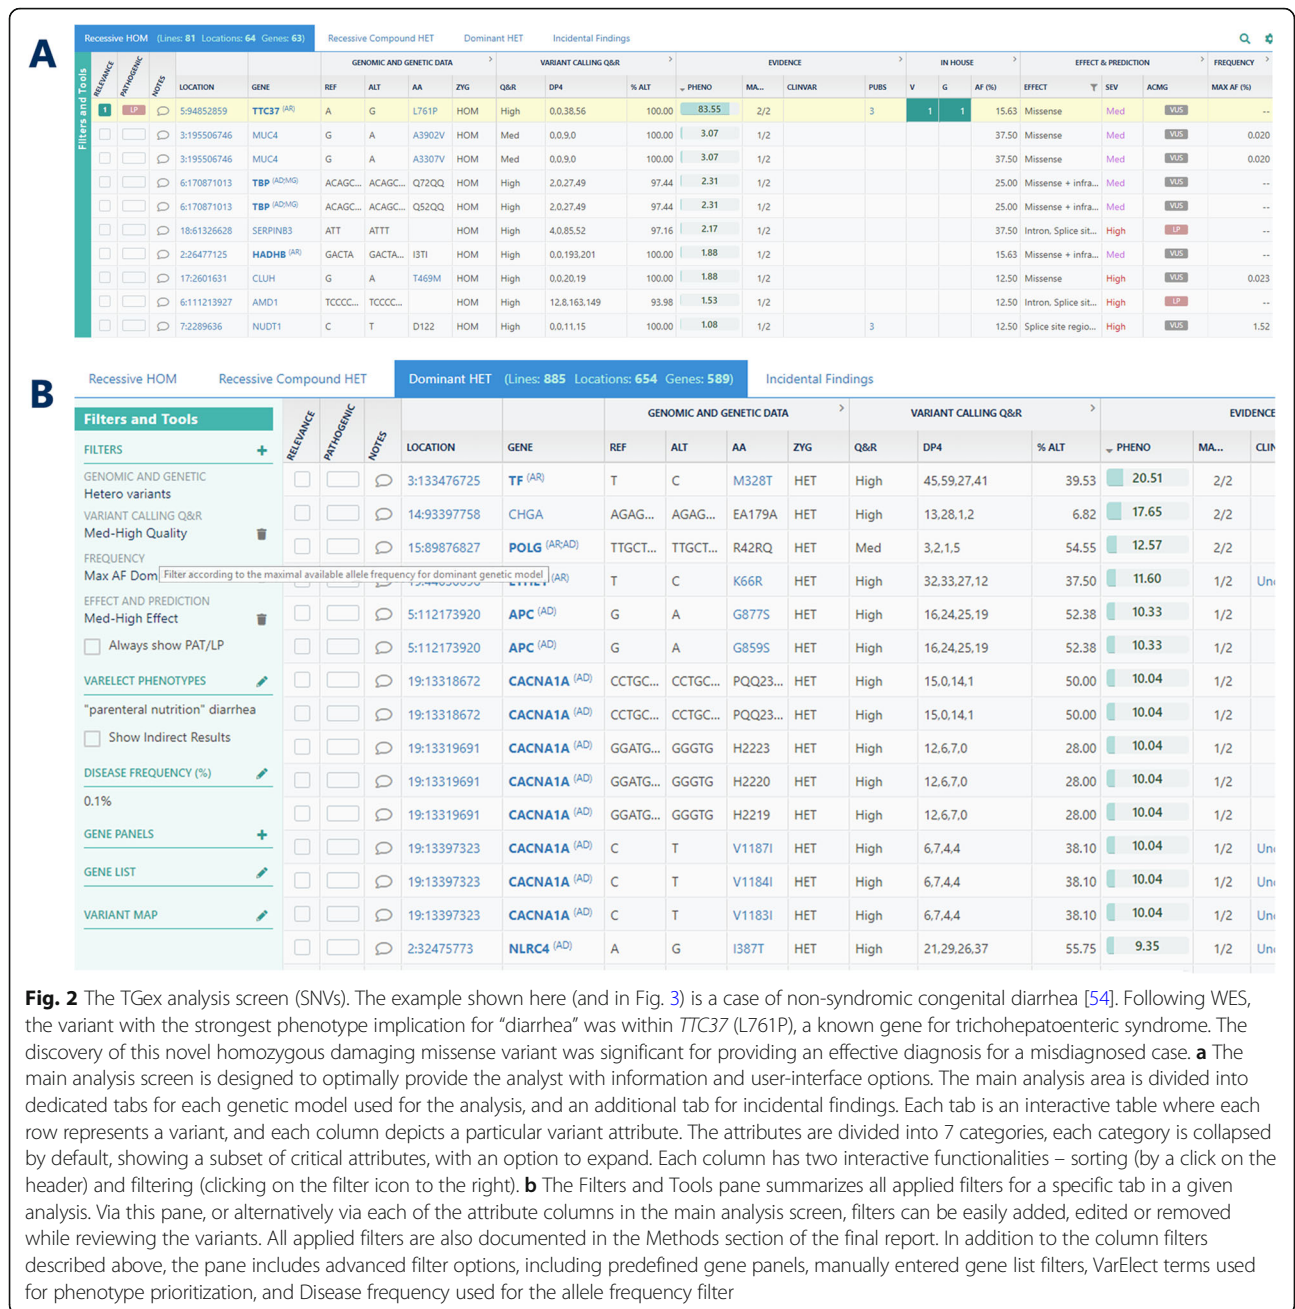 A
Recessive HOM (Lines: 81 Locations: 64 Genes: 63) Recessive Compound HET Dominant HET Incidental Findings
Filters and Tools
RELEVANCE PATHOGENIC NOTES GENOMIC AND GENETIC DATA VARIANT CALLING Q&R EVIDENCE IN HOUSE EFFECT & PREDICTION FREQUENCY
LOCATION GENE REF ALT AA ZYG Q&R DP4 % ALT PHENO MA... CLINVAR PUBS V G AF (%) EFFECT SEV ACMG MAX AF (%)
1 LP 5:94852859 TTC37 (AR) A G L761P HOM High 0,0,38,56 100.00 83.55 2/2 3 1 1 15.63 Missense Med VUS --
3:195506746 MUC4 G A A3902V HOM Med 0,0,9,0 100.00 3.07 1/2 37.50 Missense Med VUS 0.020
3:195506746 MUC4 G A A3307V HOM Med 0,0,9,0 100.00 3.07 1/2 37.50 Missense Med VUS 0.020
6:170871013 TBP (AD;MG) ACAGC... ACAGC... Q72QQ HOM High 2,0,27,49 97.44 2.31 1/2 25.00 Missense + infra... Med VUS --
6:170871013 TBP (AD;MG) ACAGC... ACAGC... Q52QQ HOM High 2,0,27,49 97.44 2.31 1/2 25.00 Missense + infra... Med VUS --
18:61326628 SERPINB3 ATT ATTT HOM High 4,0,85,52 97.16 2.17 1/2 37.50 Intron, Splice sit... High LP --
2:26477125 HADHB (AR) GACTA GACTA... I3TI HOM High 0,0,193,201 100.00 1.88 1/2 15.63 Missense + infra... Med VUS --
17:2601631 CLUH G A T469M HOM High 0,0,20,19 100.00 1.88 1/2 12.50 Missense High VUS 0.023
6:111213927 AMD1 TCCCC... TCCCC... HOM High 12,8,163,149 93.98 1.53 1/2 12.50 Intron, Splice sit... High LP --
7:2289636 NUDT1 C T D122 HOM High 0,0,11,15 100.00 1.08 1/2 3 12.50 Splice site regio... High VUS 1.52
B
Recessive HOM Recessive Compound HET Dominant HET (Lines: 885 Locations: 654 Genes: 589) Incidental Findings
Filters and Tools
FILTERS +
GENOMIC AND GENETIC
Hetero variants
VARIANT CALLING Q&R
Med-High Quality
FREQUENCY
Max AF Dom
Filter according to the maximal available allele frequency for dominant genetic model
EFFECT AND PREDICTION
Med-High Effect
Always show PAT/LP
VARELECT PHENOTYPES
"parenteral nutrition" diarrhea
Show Indirect Results
DISEASE FREQUENCY (%)
0.1%
GENE PANELS +
GENE LIST
VARIANT MAP
RELEVANCE PATHOGENIC NOTES GENOMIC AND GENETIC DATA VARIANT CALLING Q&R EVIDENCE
LOCATION GENE REF ALT AA ZYG Q&R DP4 % ALT PHENO MA... CLIN
3:133476725 TF (AR) T C M328T HET High 45,59,27,41 39.53 20.51 2/2
14:93397758 CHGA AGAG... AGAG... EA179A HET High 13,28,1,2 6.82 17.65 2/2
15:89876827 POLG (AR;AD) TTGCT... TTGCT... R42RQ HET Med 3,2,1,5 54.55 12.57 2/2
(AR) T C K66R HET High 32,33,27,12 37.50 11.60 1/2 Un
5:112173920 APC (AD) G A G877S HET High 16,24,25,19 52.38 10.33 1/2
5:112173920 APC (AD) G A G859S HET High 16,24,25,19 52.38 10.33 1/2
19:13318672 CACNA1A (AD) CCTGC... CCTGC... PQQ23... HET High 15,0,14,1 50.00 10.04 1/2
19:13318672 CACNA1A (AD) CCTGC... CCTGC... PQQ23... HET High 15,0,14,1 50.00 10.04 1/2
19:13319691 CACNA1A (AD) GGATG... GGGTG H2223 HET High 12,6,7,0 28.00 10.04 1/2
19:13319691 CACNA1A (AD) GGATG... GGGTG H2220 HET High 12,6,7,0 28.00 10.04 1/2
19:13319691 CACNA1A (AD) GGATG... GGGTG H2219 HET High 12,6,7,0 28.00 10.04 1/2
19:13397323 CACNA1A (AD) C T V1187I HET High 6,7,4,4 38.10 10.04 1/2 Un
19:13397323 CACNA1A (AD) C T V1184I HET High 6,7,4,4 38.10 10.04 1/2 Un
19:13397323 CACNA1A (AD) C T V1183I HET High 6,7,4,4 38.10 10.04 1/2 Un
2:32475773 NLRC4 (AD) A G I387T HET High 21,29,26,37 55.75 9.35 1/2 Un
Fig. 2 The TGex analysis screen (SNVs). The example shown here (and in Fig. 3) is a case of non-syndromic congenital diarrhea [54]. Following WES,
the variant with the strongest phenotype implication for “diarrhea” was within TTC37 (L761P), a known gene for trichohepatoenteric syndrome. The
discovery of this novel homozygous damaging missense variant was significant for providing an effective diagnosis for a misdiagnosed case. a The
main analysis screen is designed to optimally provide the analyst with information and user-interface options. The main analysis area is divided into
dedicated tabs for each genetic model used for the analysis, and an additional tab for incidental findings. Each tab is an interactive table where each
row represents a variant, and each column depicts a particular variant attribute. The attributes are divided into 7 categories, each category is collapsed
by default, showing a subset of critical attributes, with an option to expand. Each column has two interactive functionalities – sorting (by a click on the
header) and filtering (clicking on the filter icon to the right). b The Filters and Tools pane summarizes all applied filters for a specific tab in a given
analysis. Via this pane, or alternatively via each of the attribute columns in the main analysis screen, filters can be easily added, edited or removed
while reviewing the variants. All applied filters are also documented in the Methods section of the final report. In addition to the column filters
described above, the pane includes advanced filter options, including predefined gene panels, manually entered gene list filters, VarElect terms used
for phenotype prioritization, and Disease frequency used for the allele frequency filter